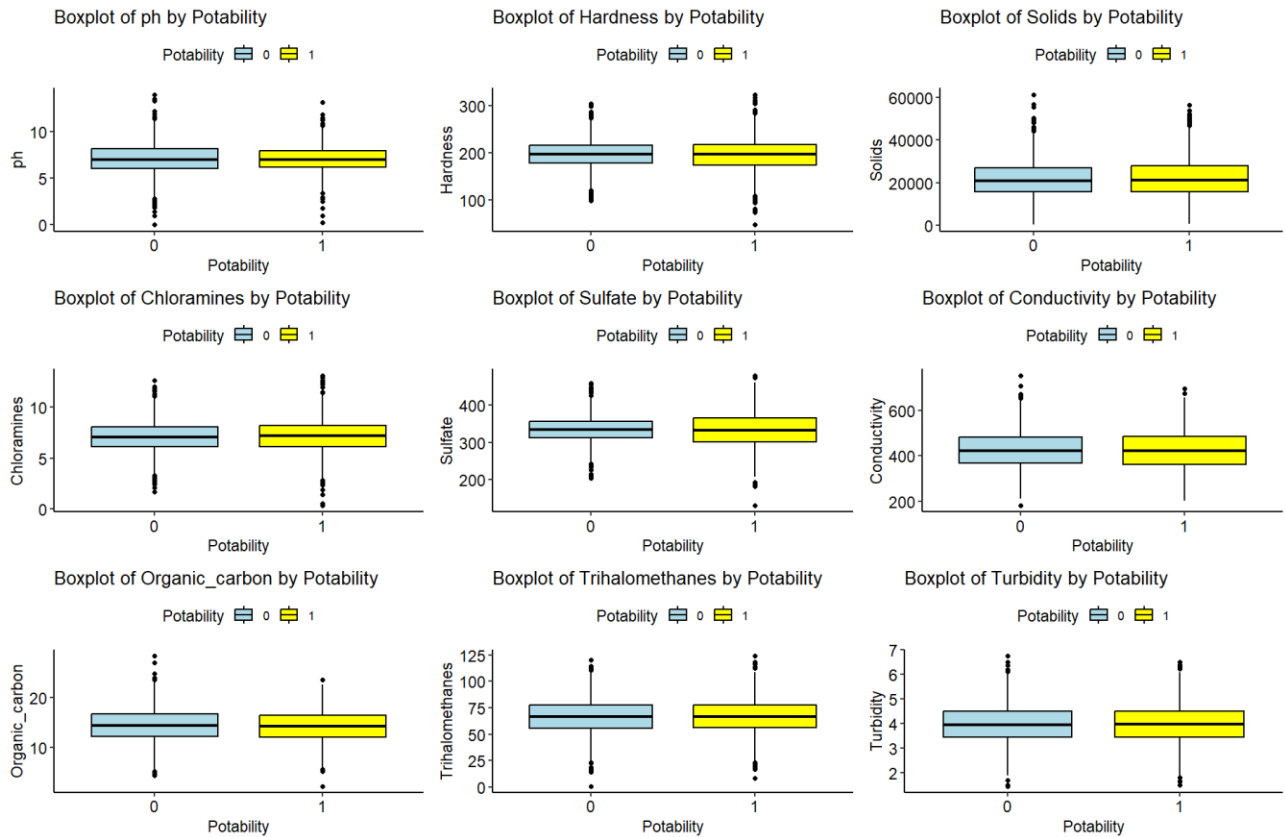 Boxplot of ph by Potability
Potability 0 1
ph
10
5
0
0 1
Potability
Boxplot of Hardness by Potability
Potability 0 1
Hardness
300
200
100
0 1
Potability
Boxplot of Solids by Potability
Potability 0 1
Solids
60000
40000
20000
0
0 1
Potability
Boxplot of Chloramines by Potability
Potability 0 1
Chloramines
10
5
0
0 1
Potability
Boxplot of Sulfate by Potability
Potability 0 1
Sulfate
400
300
200
0 1
Potability
Boxplot of Conductivity by Potability
Potability 0 1
Conductivity
600
400
200
0 1
Potability
Boxplot of Organic_carbon by Potability
Potability 0 1
Organic_carbon
20
10
0 1
Potability
Boxplot of Trihalomethanes by Potability
Potability 0 1
Trihalomethanes
125
100
75
50
25
0
0 1
Potability
Boxplot of Turbidity by Potability
Potability 0 1
Turbidity
7
6
5
4
3
2
0 1
Potability